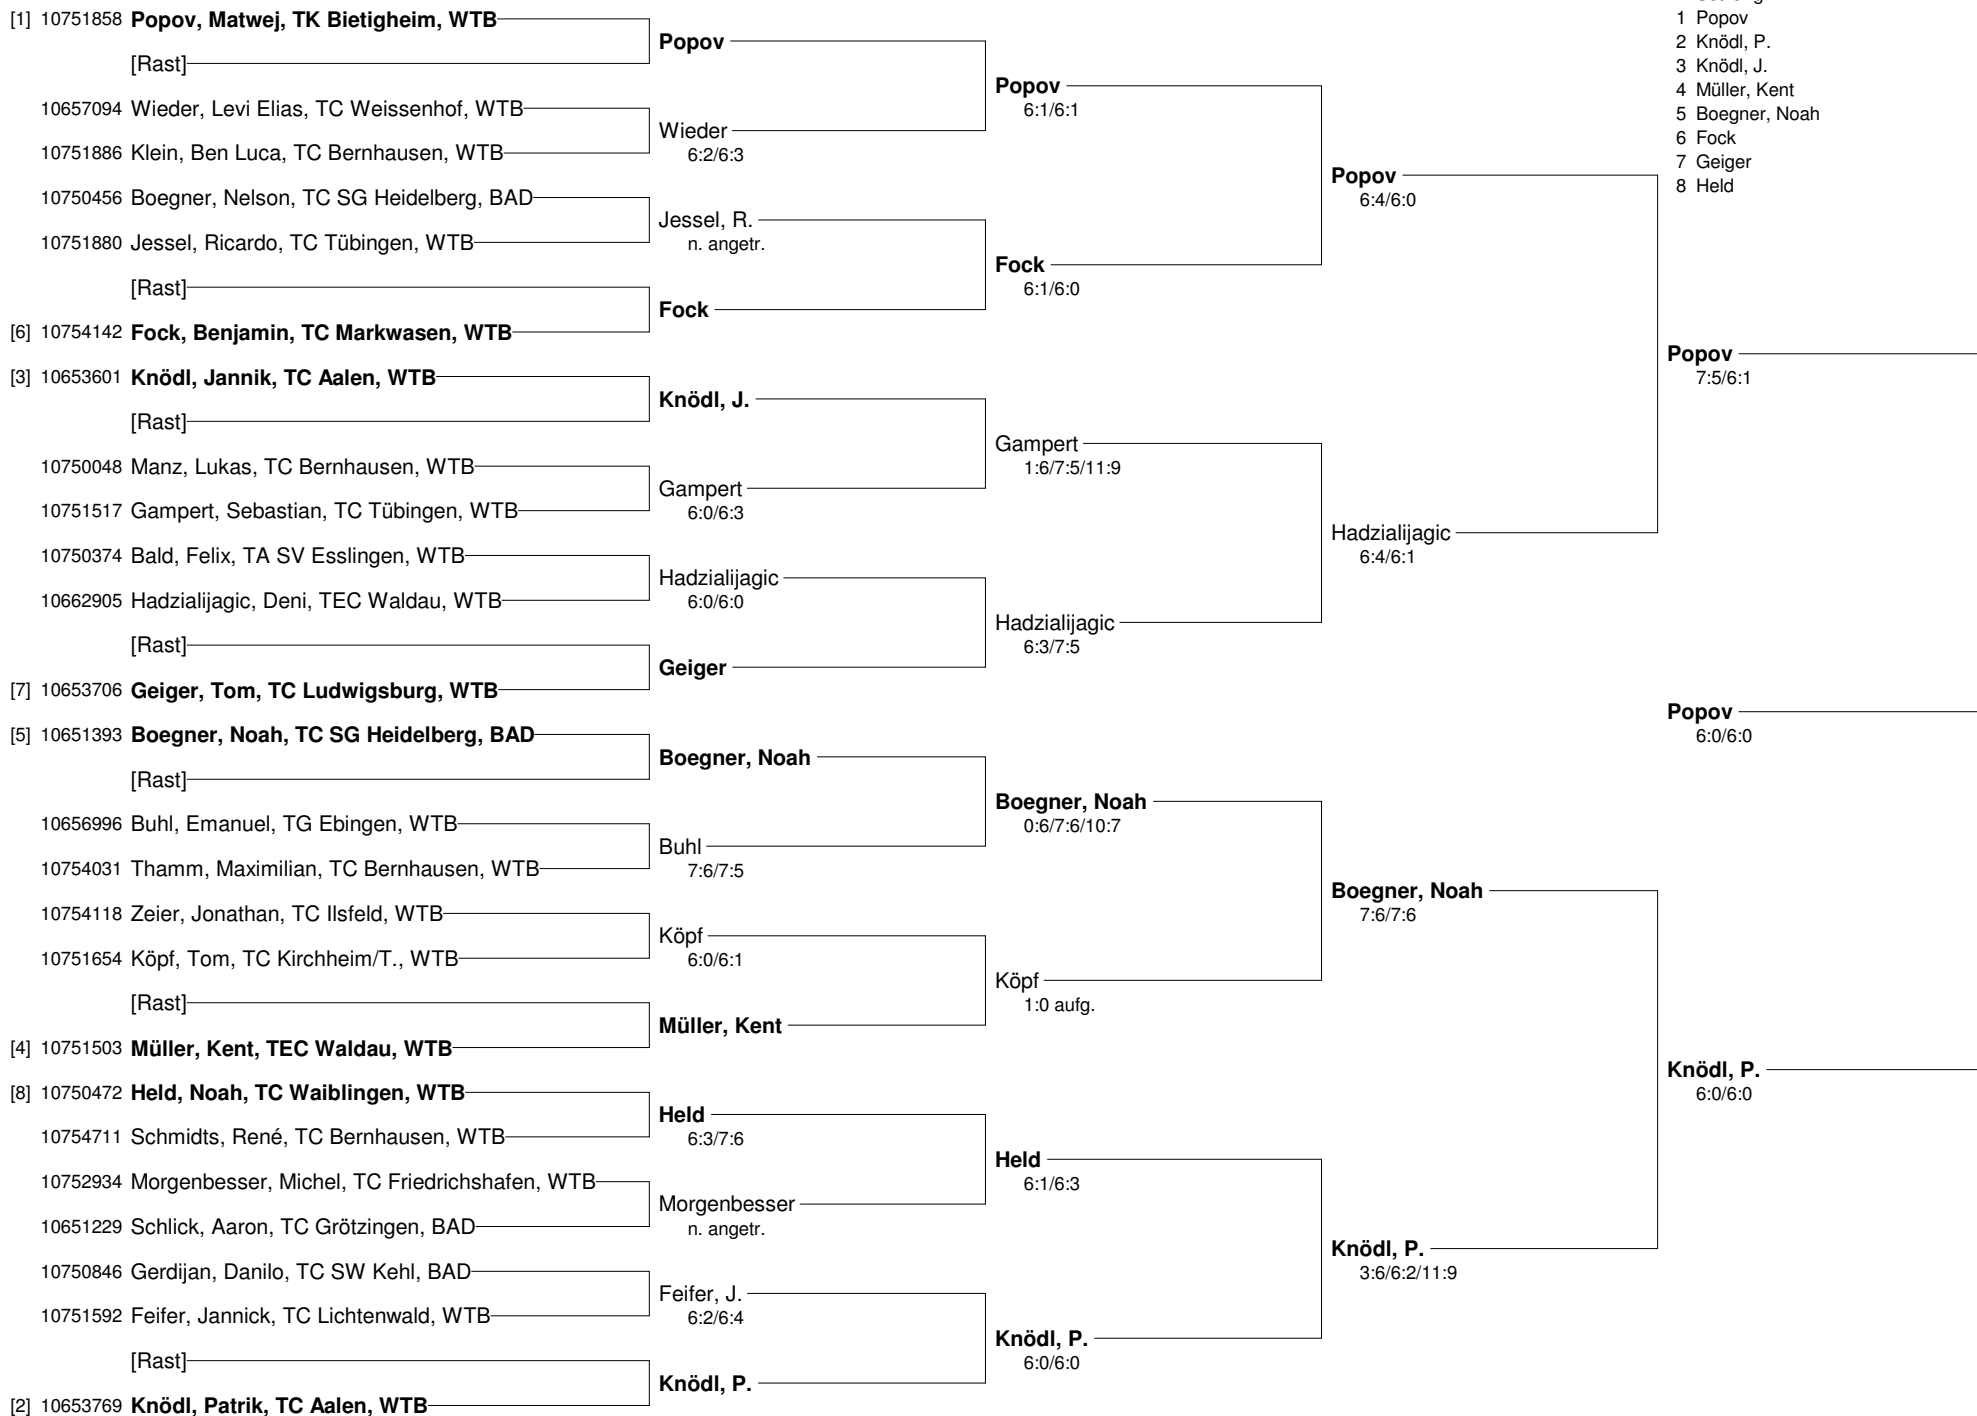 [1] 10751858 Popov, Matwej, TK Bietigheim, WTB
[Rast]
10657094 Wieder, Levi Elias, TC Weissenhof, WTB
10751886 Klein, Ben Luca, TC Bernhausen, WTB
10750456 Boegner, Nelson, TC SG Heidelberg, BAD
10751880 Jessel, Ricardo, TC Tübingen, WTB
[Rast]
[6] 10754142 Fock, Benjamin, TC Markwasen, WTB
[3] 10653601 Knödl, Jannik, TC Aalen, WTB
[Rast]
10750048 Manz, Lukas, TC Bernhausen, WTB
10751517 Gampert, Sebastian, TC Tübingen, WTB
10750374 Bald, Felix, TA SV Esslingen, WTB
10662905 Hadzialijagic, Deni, TEC Waldau, WTB
[Rast]
[7] 10653706 Geiger, Tom, TC Ludwigsburg, WTB
[5] 10651393 Boegner, Noah, TC SG Heidelberg, BAD
[Rast]
10656996 Buhl, Emanuel, TG Ebingen, WTB
10754031 Thamm, Maximilian, TC Bernhausen, WTB
10754118 Zeier, Jonathan, TC Ilsfeld, WTB
10751654 Köpf, Tom, TC Kirchheim/T., WTB
[Rast]
[4] 10751503 Müller, Kent, TEC Waldau, WTB
[8] 10750472 Held, Noah, TC Waiblingen, WTB
10754711 Schmidts, René, TC Bernhausen, WTB
10752934 Morgenbesser, Michel, TC Friedrichshafen, WTB
10651229 Schlick, Aaron, TC Grötzingen, BAD
10750846 Gerdijan, Danilo, TC SW Kehl, BAD
10751592 Feifer, Jannick, TC Lichtenwald, WTB
[Rast]
[2] 10653769 Knödl, Patrik, TC Aalen, WTB
Popov
Wieder
6:2/6:3
Jessel, R.
n. angetr.
Fock
Knödl, J.
Gampert
6:0/6:3
Hadzialijagic
6:0/6:0
Geiger
Boegner, Noah
Buhl
7:6/7:5
Köpf
6:0/6:1
Müller, Kent
Held
6:3/7:6
Morgenbesser
n. angetr.
Feifer, J.
6:2/6:4
Knödl, P.
Popov
6:1/6:1
Fock
6:1/6:0
Gampert
1:6/7:5/11:9
Hadzialijagic
6:3/7:5
Boegner, Noah
0:6/7:6/10:7
Köpf
1:0 aufg.
Held
6:1/6:3
Knödl, P.
6:0/6:0
Popov
6:4/6:0
Hadzialijagic
6:4/6:1
Boegner, Noah
7:6/7:6
Knödl, P.
3:6/6:2/11:9
1 Popov
2 Knödl, P.
3 Knödl, J.
4 Müller, Kent
5 Boegner, Noah
6 Fock
7 Geiger
8 Held
Popov
7:5/6:1
Popov
6:0/6:0
Knödl, P.
6:0/6:0